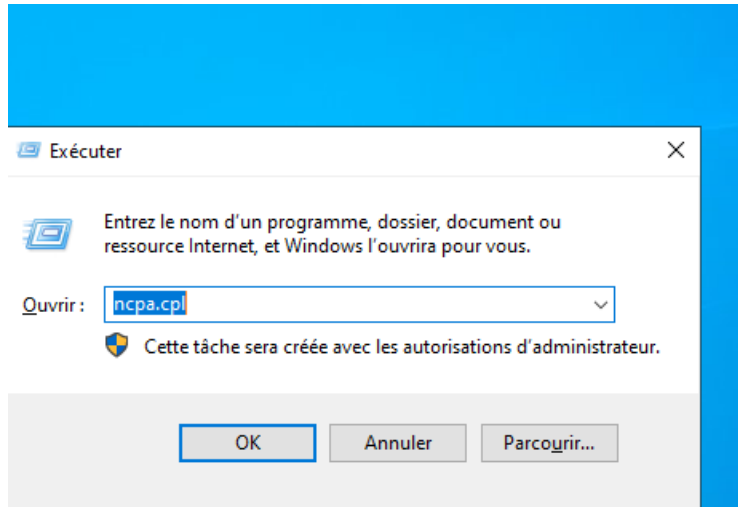 Exécuter
Entrez le nom d'un programme, dossier, document ou
ressource Internet, et Windows l'ouvrira pour vous.
Ouvrir :
ncpa.cpl
Cette tâche sera créée avec les autorisations d'administrateur.
OK
Annuler
Parcourir...